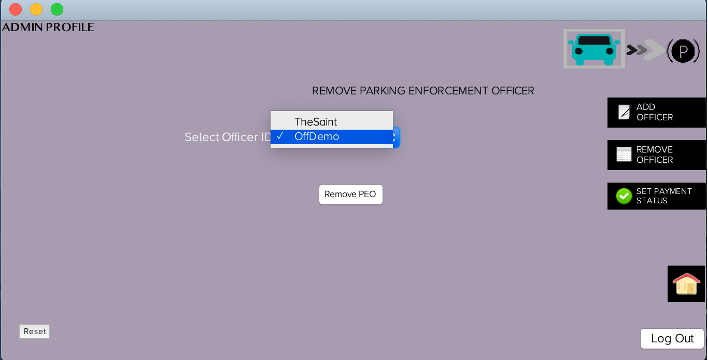 ADMIN PROFILE
(P)
REMOVE PARKING ENFORCEMENT OFFICER
TheSaint
Select Officer ID
✓ OffDemo
Remove PEO
ADD
OFFICER
REMOVE
OFFICER
SET PAYMENT
STATUS
Reset
Log Out